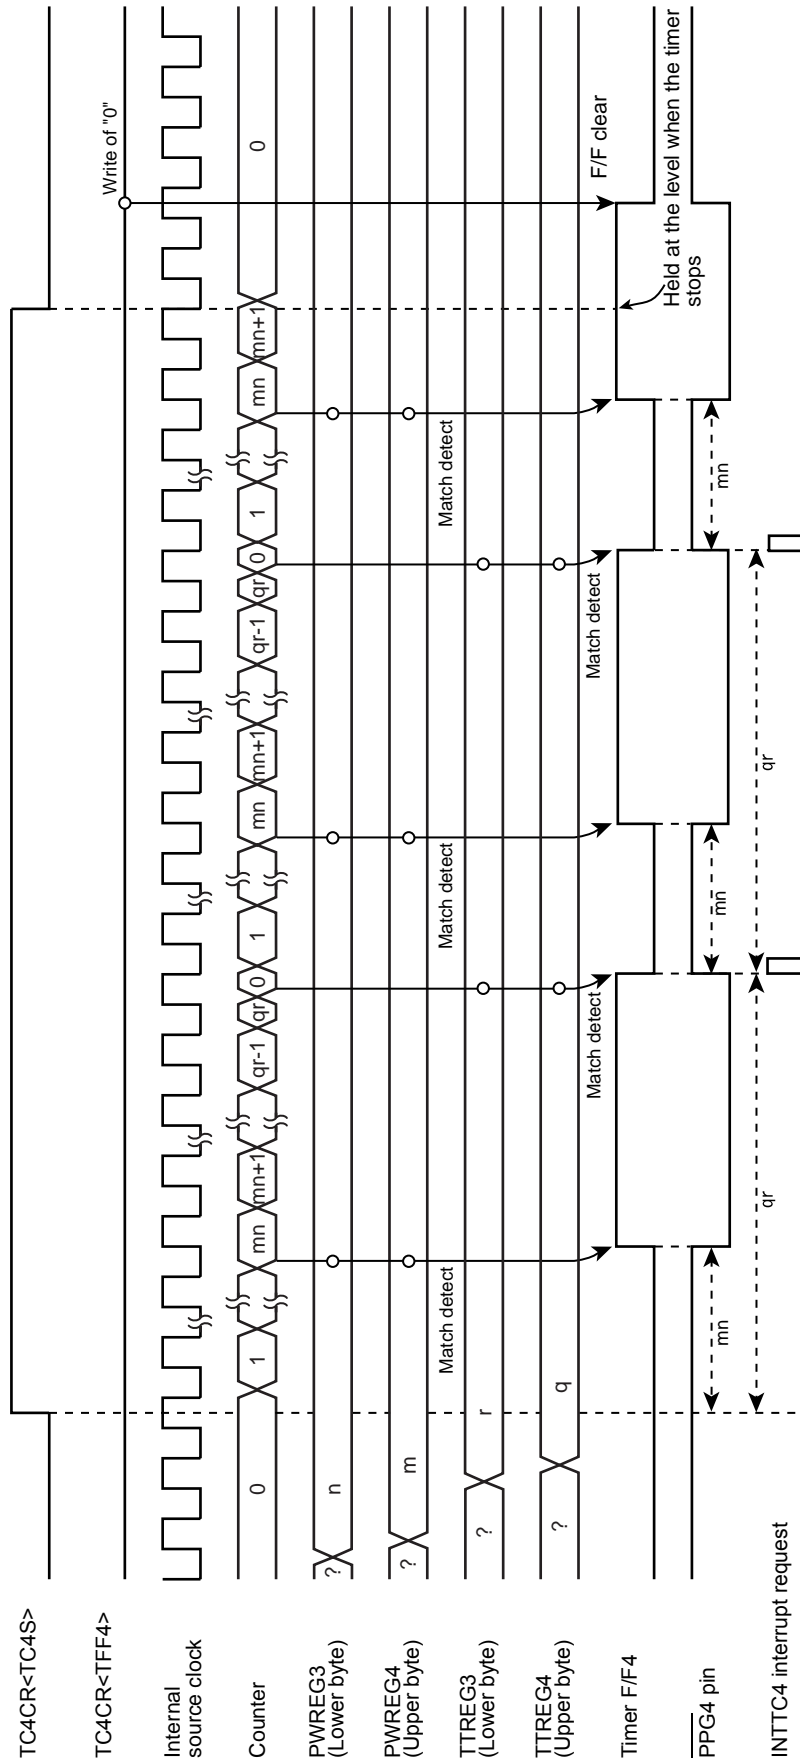 TC4CR<TC4S>
TC4CR<TFF4>
Write of "0"
Internal
source clock
Counter
0
1
mn
mn+1
qr-1
qr
0
1
mn
mn+1
qr-1
qr
0
1
mn
mn+1
0
PWREG3
(Lower byte)
?
n
PWREG4
(Upper byte)
?
m
Match detect
Match detect
Match detect
TTREG3
(Lower byte)
?
r
TTREG4
(Upper byte)
?
q
Match detect
Match detect
F/F clear
Timer F/F4
Held at the level when the timer
stops
PPG4 pin
mn
mn
mn
qr
qr
INTTC4 interrupt request